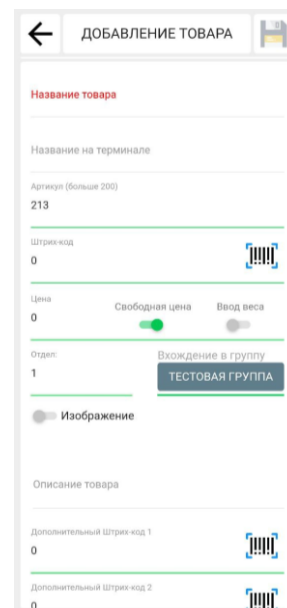 ДОБАВЛЕНИЕ ТОВАРА
Название товара
Название на терминале
Артикул (больше 200)
213
Штрих-код
0
Цена
Свободная цена
Ввод веса
0
Отдел:
Вхождение в группу
1
ТЕСТОВАЯ ГРУППА
Изображение
Описание товара
Дополнительный Штрих-код 1
0
Дополнительный Штрих-код 2
0